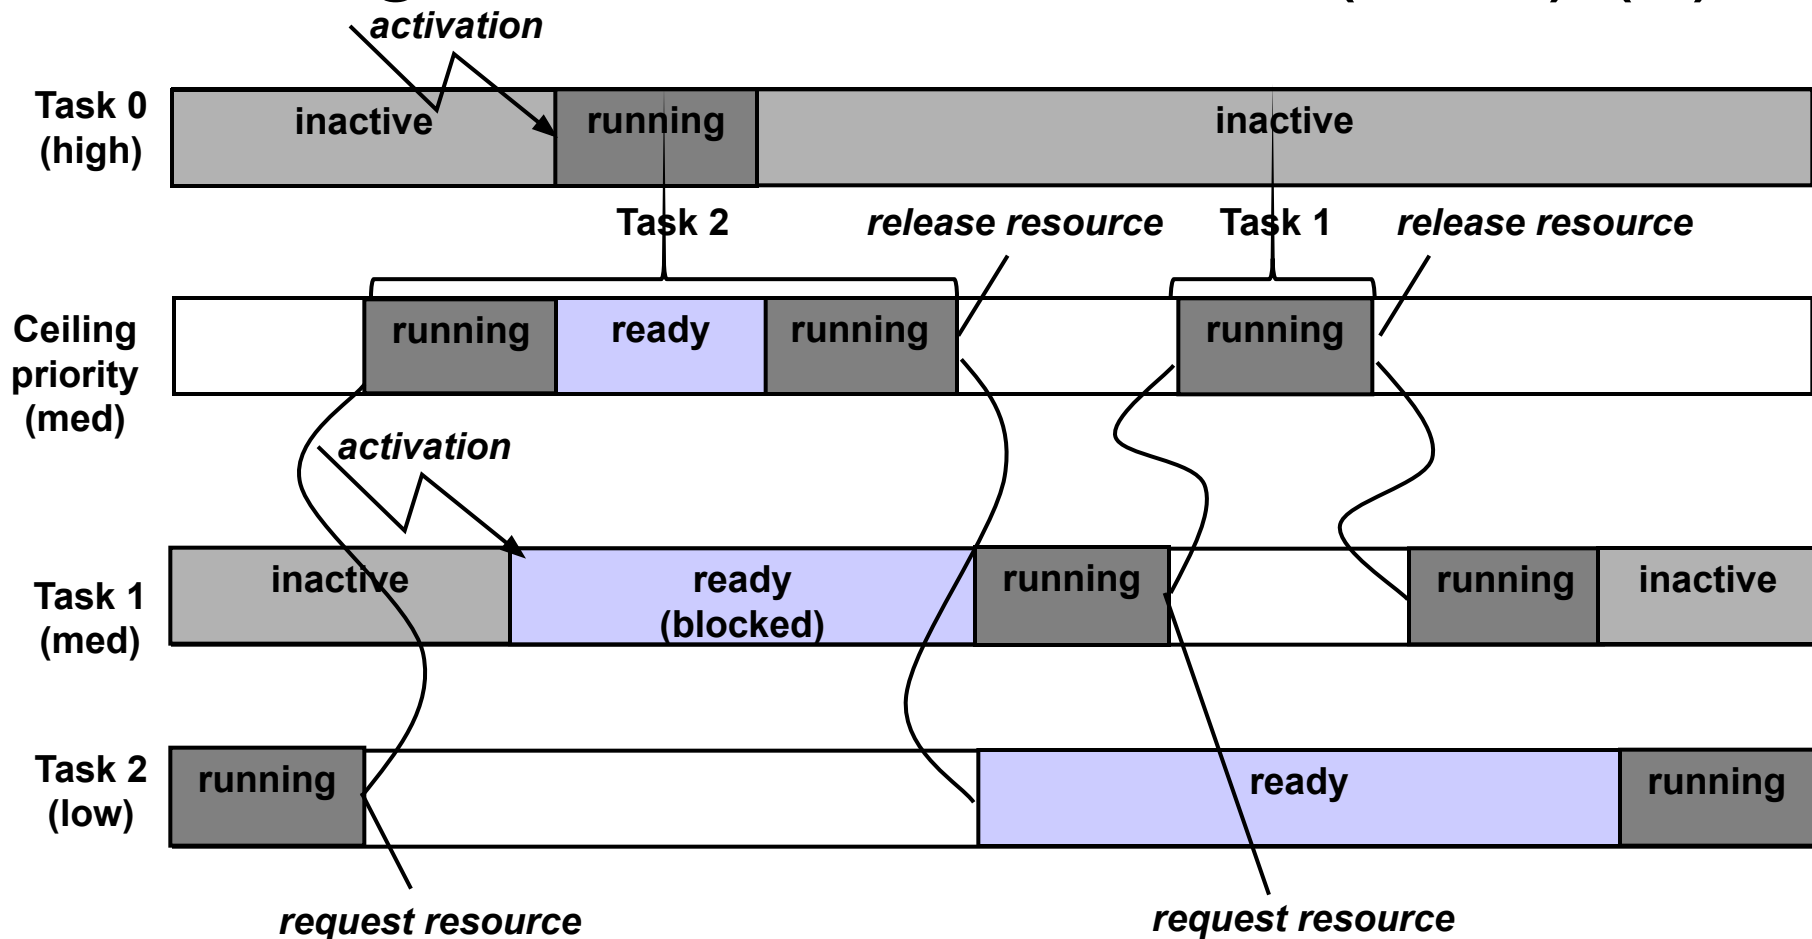 activation
Task 0
(high)
inactive
running
inactive
Task 2
release resource
Task 1
release resource
Ceiling
priority
(med)
running
ready
running
running
activation
Task 1
(med)
inactive
ready
(blocked)
running
running
inactive
Task 2
(low)
running
ready
running
request resource
request resource